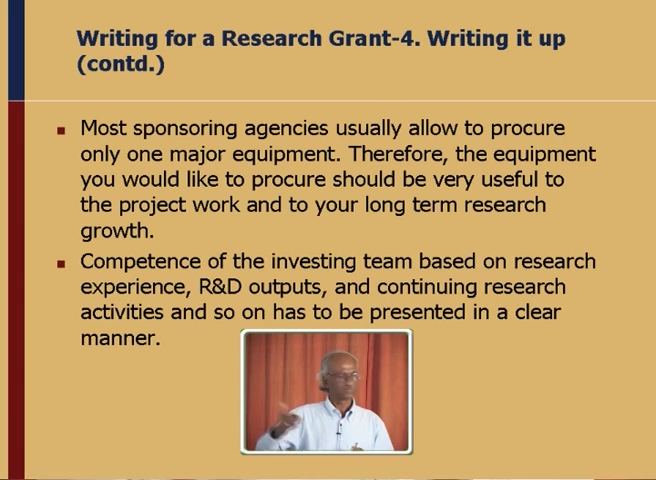 Writing for a Research Grant-4. Writing it up
(contd.)
Most sponsoring agencies usually allow to procure
only one major equipment. Therefore, the equipment
you would like to procure should be very useful to
the project work and to your long term research
growth.
Competence of the investing team based on research
experience, R&D outputs, and continuing research
activities and so on has to be presented in a clear
manner.